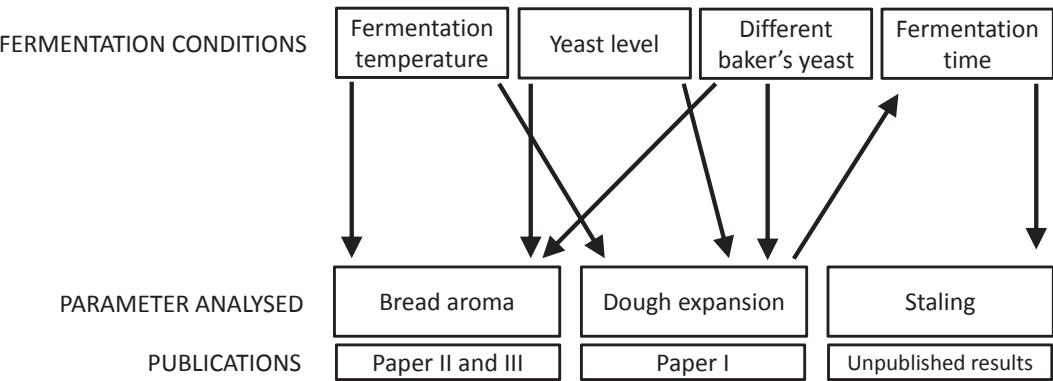 FERMENTATION CONDITIONS
Fermentation
temperature
Yeast level
Different
baker's yeast
Fermentation
time
PARAMETER ANALYSED
Bread aroma
Dough expansion
Staling
PUBLICATIONS
Paper II and III
Paper I
Unpublished results